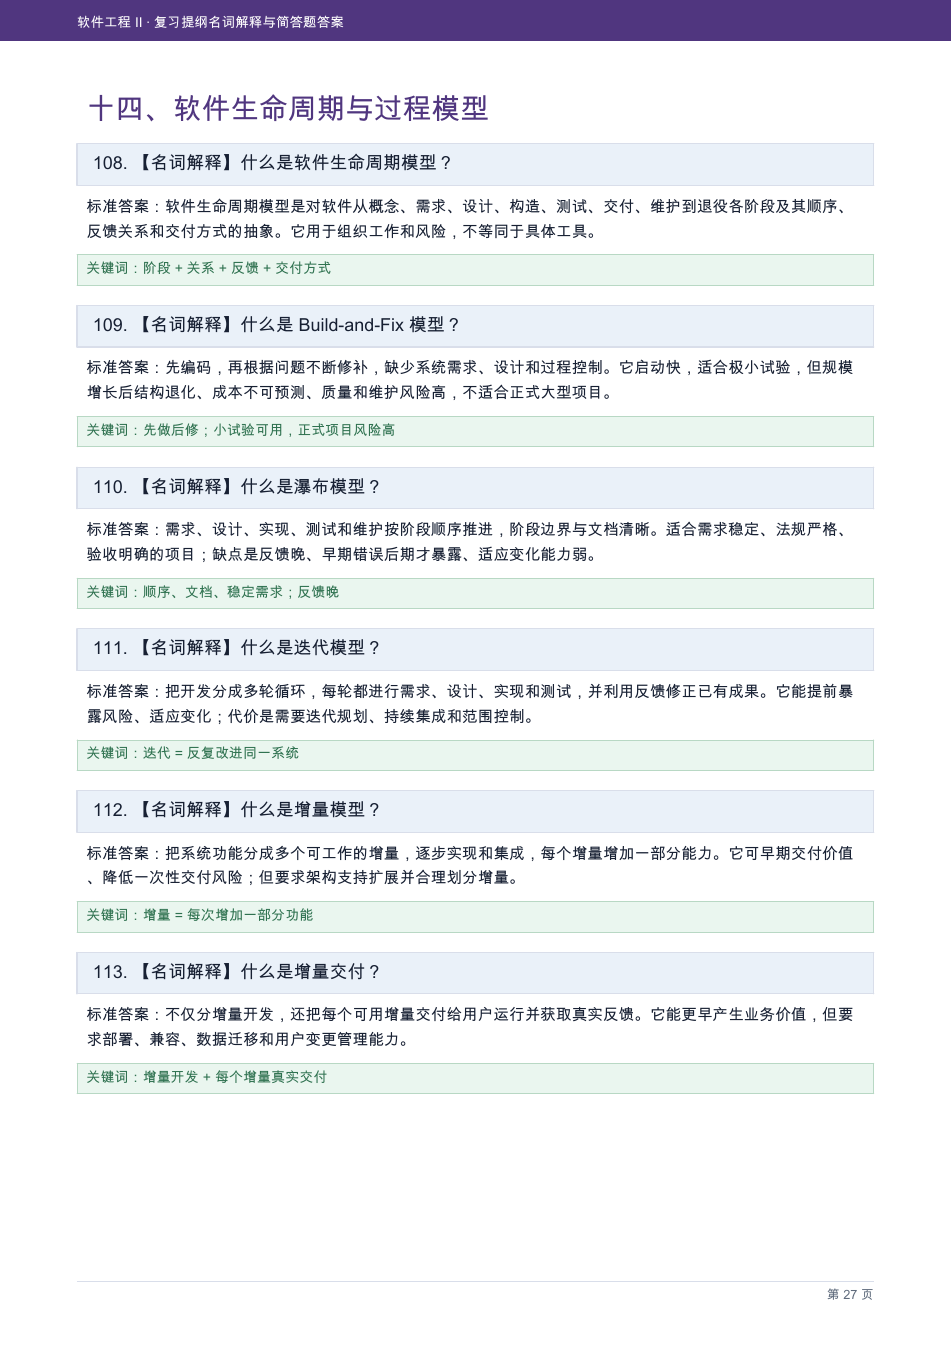 软件工程 II · 复习提纲名词解释与简答题答案
十四、软件生命周期与过程模型
108. 【名词解释】什么是软件生命周期模型？
标准答案：软件生命周期模型是对软件从概念、需求、设计、构造、测试、交付、维护到退役各阶段及其顺序、
反馈关系和交付方式的抽象。它用于组织工作和风险，不等同于具体工具。
关键词：阶段 + 关系 + 反馈 + 交付方式
109. 【名词解释】什么是 Build-and-Fix 模型？
标准答案：先编码，再根据问题不断修补，缺少系统需求、设计和过程控制。它启动快，适合极小试验，但规模
增长后结构退化、成本不可预测、质量和维护风险高，不适合正式大型项目。
关键词：先做后修；小试验可用，正式项目风险高
110. 【名词解释】什么是瀑布模型？
标准答案：需求、设计、实现、测试和维护按阶段顺序推进，阶段边界与文档清晰。适合需求稳定、法规严格、
验收明确的项目；缺点是反馈晚、早期错误后期才暴露、适应变化能力弱。
关键词：顺序、文档、稳定需求；反馈晚
111. 【名词解释】什么是迭代模型？
标准答案：把开发分成多轮循环，每轮都进行需求、设计、实现和测试，并利用反馈修正已有成果。它能提前暴
露风险、适应变化；代价是需要迭代规划、持续集成和范围控制。
关键词：迭代 = 反复改进同一系统
112. 【名词解释】什么是增量模型？
标准答案：把系统功能分成多个可工作的增量，逐步实现和集成，每个增量增加一部分能力。它可早期交付价值
、降低一次性交付风险；但要求架构支持扩展并合理划分增量。
关键词：增量 = 每次增加一部分功能
113. 【名词解释】什么是增量交付？
标准答案：不仅分增量开发，还把每个可用增量交付给用户运行并获取真实反馈。它能更早产生业务价值，但要
求部署、兼容、数据迁移和用户变更管理能力。
关键词：增量开发 + 每个增量真实交付
第 27 页